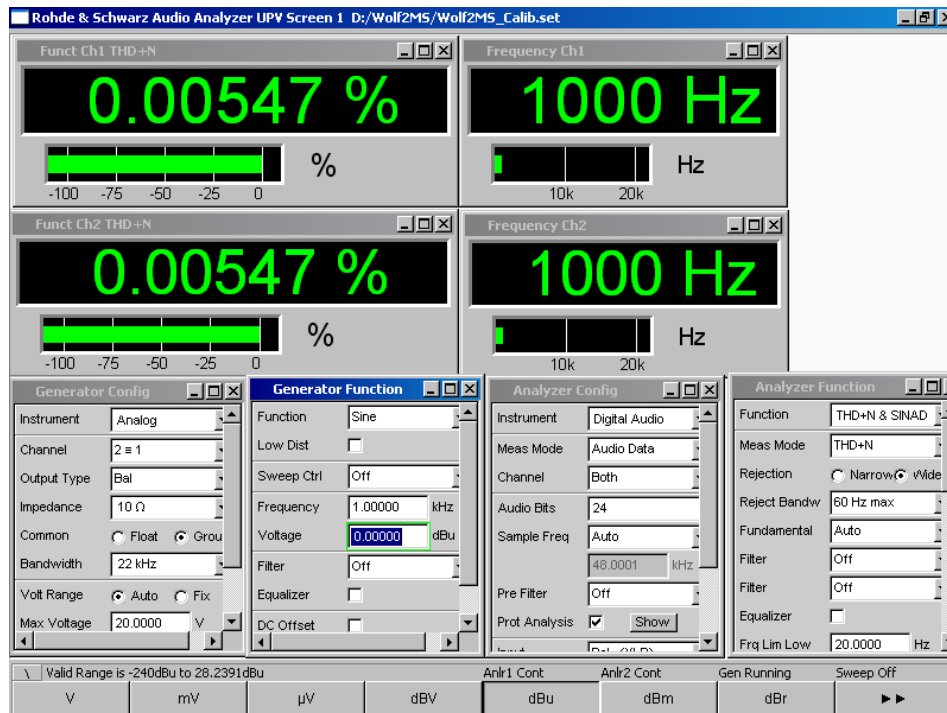 Rohde & Schwarz Audio Analyzer UPV Screen 1 D:/Wolf2MS/Wolf2MS_Calib.set
Funct Ch1 THD+N
0.00547 %
%
-100 -75 -50 -25 0
Frequency Ch1
1000 Hz
Hz
10k 20k
Funct Ch2 THD+N
0.00547 %
%
-100 -75 -50 -25 0
Frequency Ch2
1000 Hz
Hz
10k 20k
Generator Config
Instrument Analog
Channel 2 ≡ 1
Output Type Bal
Impedance 10 Ω
Common Float Grou
Bandwidth 22 kHz
Volt Range Auto Fix
Max Voltage 20.0000 V
Generator Function
Function Sine
Low Dist
Sweep Ctrl Off
Frequency 1.00000 kHz
Voltage 0.00000 dBu
Filter Off
Equalizer
DC Offset
Analyzer Config
Instrument Digital Audio
Meas Mode Audio Data
Channel Both
Audio Bits 24
Sample Freq Auto
48.0001 kHz
Pre Filter Off
Prot Analysis Show
Analyzer Function
Function THD+N & SINAD
Meas Mode THD+N
Rejection Narrow Wide
Reject Bandw 60 Hz max
Fundamental Auto
Filter Off
Filter Off
Equalizer
Frq Lim Low 20.0000 Hz
\ Valid Range is -240dBu to 28.2391dBu Anlr1 Cont Anlr2 Cont Gen Running Sweep Off
V mV µV dBV dBu dBm dBr